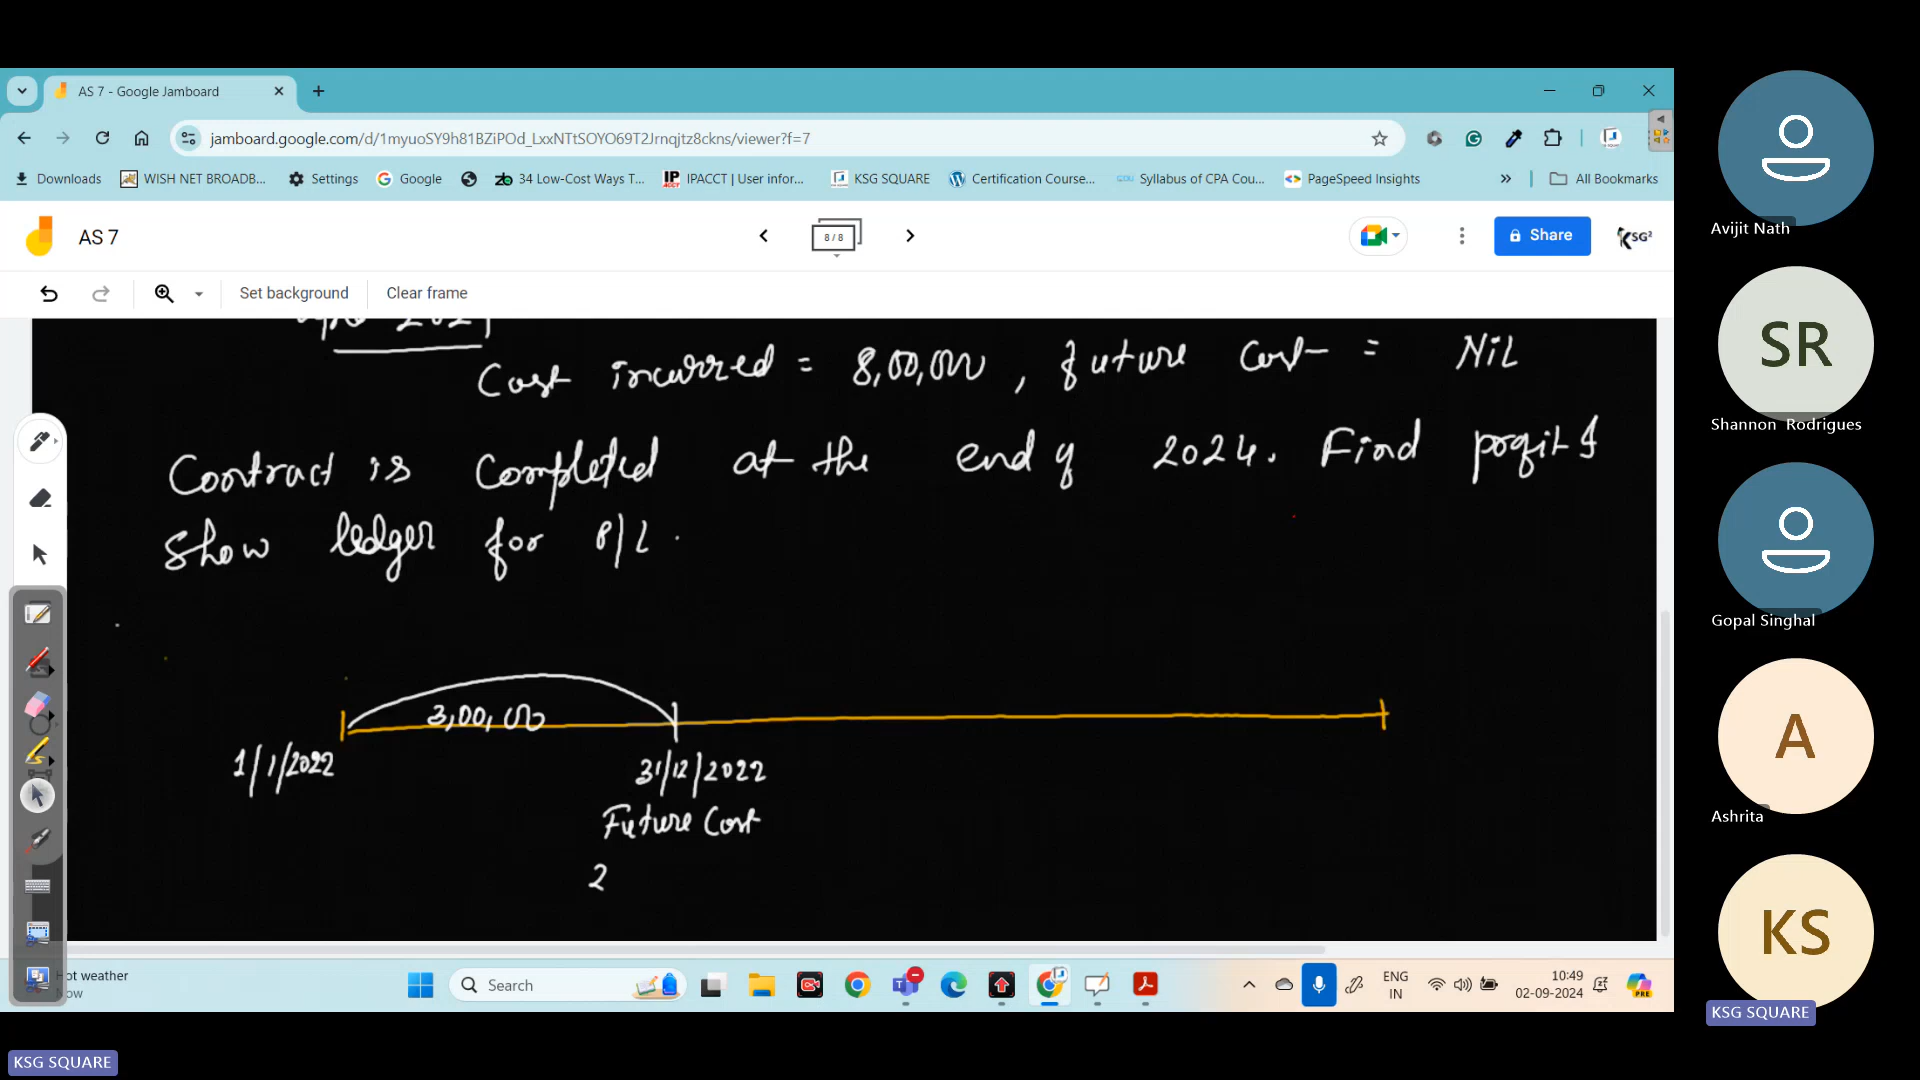 AS 7 - Google Jamboard
jamboard.google.com/d/1myuoSY9h81BZiPOd_LxxNTtSOYO69T2Jrnqjtz8ckns/viewer?f=7
Downloads WISH NET BROADB... Settings Google 34 Low-Cost Ways T... IPACCT | User infor... KSG SQUARE Certification Course... Syllabus of CPA Cou... PageSpeed Insights » All Bookmarks
AS 7
8 / 8
Share
KSG²
Set background Clear frame
2024
Cost incurred = 8,00,000, future cost = Nil
Contract is completed at the end of 2024. Find profit &
show ledger for P/L.
3,00,000
1/1/2022
31/12/2022
Future Cost
2
Hot weather
Now
Search
ENG
IN
10:49
02-09-2024
Avijit Nath
SR
Shannon Rodrigues
Gopal Singhal
A
Ashrita
KS
KSG SQUARE
KSG SQUARE